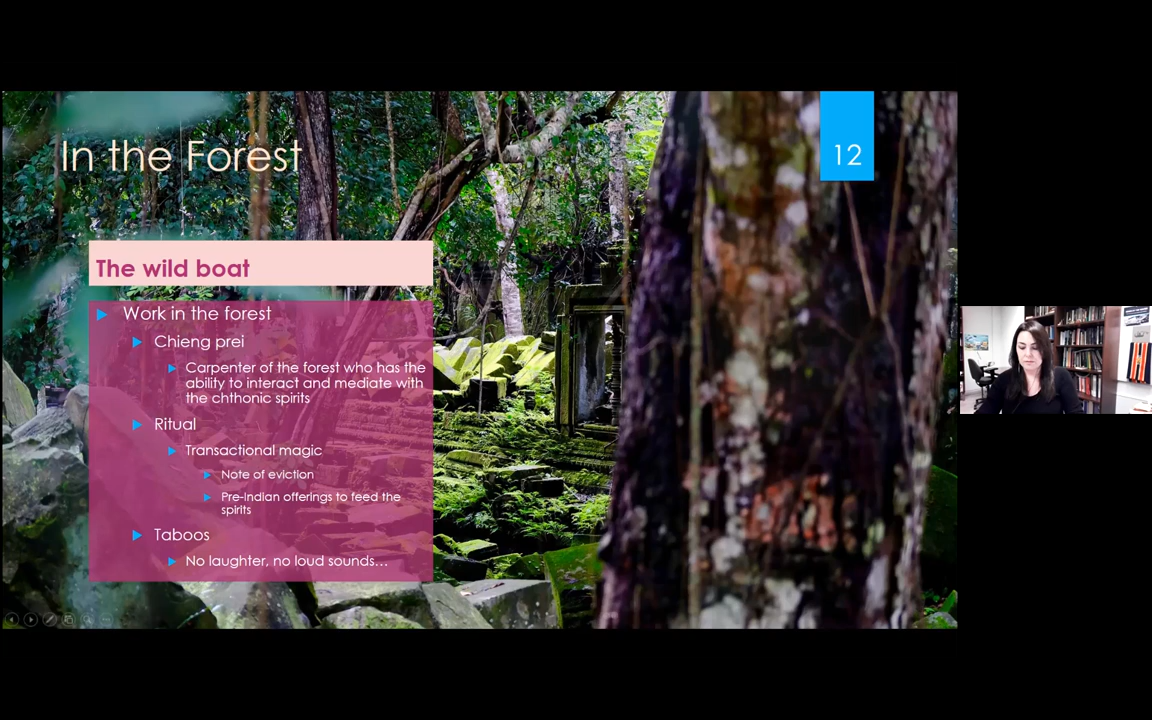 In the Forest
12
The wild boat
Work in the forest
Chieng prei
Carpenter of the forest who has the
ability to interact and mediate with
the chthonic spirits
Ritual
Transactional magic
Note of eviction
Pre-Indian offerings to feed the
spirits
Taboos
No laughter, no loud sounds…